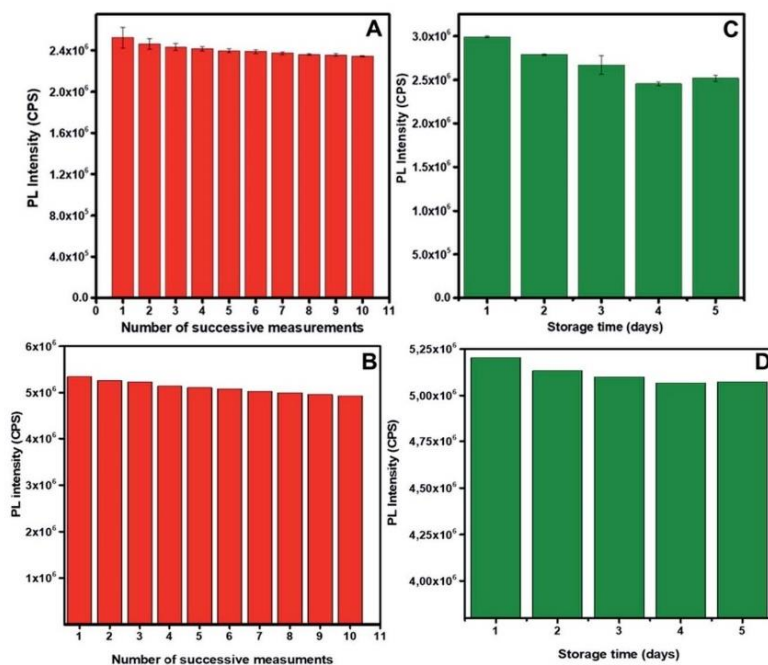 A
PL Intensity (CPS)
2.4x10⁶
2.0x10⁶
1.6x10⁶
1.2x10⁶
8.0x10⁵
4.0x10⁵
0.0
0 1 2 3 4 5 6 7 8 9 10 11
Number of successive measurements
C
PL Intensity (CPS)
3.0x10⁶
2.5x10⁶
2.0x10⁶
1.5x10⁶
1.0x10⁶
5.0x10⁵
0.0
1 2 3 4 5
Storage time (days)
B
PL intensity (CPS)
6x10⁶
5x10⁶
4x10⁶
3x10⁶
2x10⁶
1x10⁶
1 2 3 4 5 6 7 8 9 10 11
Number of successive measuments
D
PL Intensity (CPS)
5,25x10⁶
5,00x10⁶
4,75x10⁶
4,50x10⁶
4,25x10⁶
4,00x10⁶
1 2 3 4 5
Storage time (days)